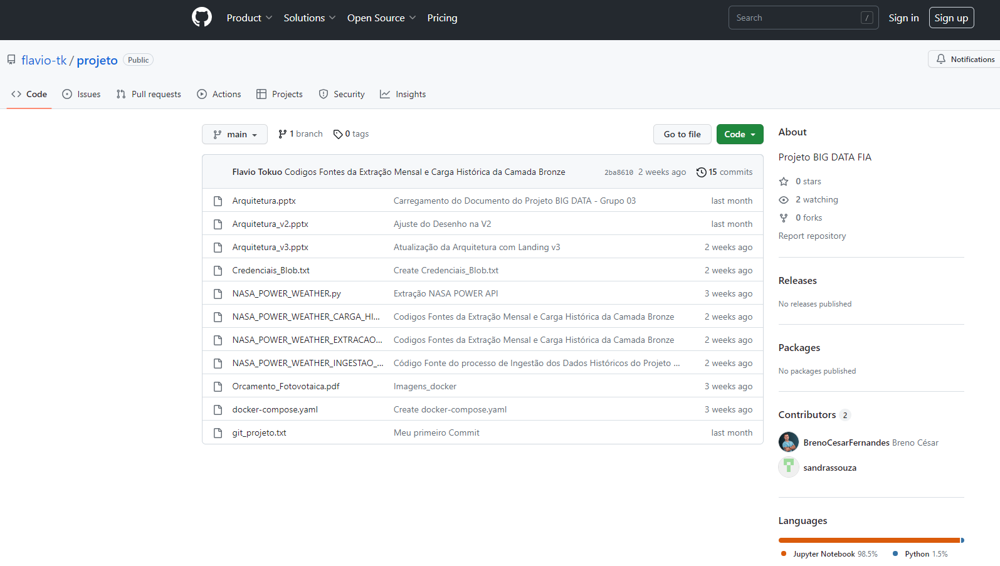 Product Solutions Open Source Pricing Search / Sign in Sign up
flavio-tk / projeto Public Notifications
Code Issues Pull requests Actions Projects Security Insights
main 1 branch 0 tags Go to file Code
Flavio Tokuo Codigos Fontes da Extração Mensal e Carga Histórica da Camada Bronze 2ba8610 2 weeks ago 15 commits
Arquitetura.pptx Carregamento do Documento do Projeto BIG DATA - Grupo 03 last month
Arquitetura_v2.pptx Ajuste do Desenho na V2 last month
Arquitetura_v3.pptx Atualização da Arquitetura com Landing v3 2 weeks ago
Credenciais_Blob.txt Create Credenciais_Blob.txt 2 weeks ago
NASA_POWER_WEATHER.py Extração NASA POWER API 3 weeks ago
NASA_POWER_WEATHER_CARGA_HI... Codigos Fontes da Extração Mensal e Carga Histórica da Camada Bronze 2 weeks ago
NASA_POWER_WEATHER_EXTRACAO... Codigos Fontes da Extração Mensal e Carga Histórica da Camada Bronze 2 weeks ago
NASA_POWER_WEATHER_INGESTAO_... Código Fonte do processo de Ingestão dos Dados Históricos do Projeto ... 2 weeks ago
Orcamento_Fotovotaica.pdf Imagens_docker 3 weeks ago
docker-compose.yaml Create docker-compose.yaml 3 weeks ago
git_projeto.txt Meu primeiro Commit last month
About
Projeto BIG DATA FIA
0 stars
2 watching
0 forks
Report repository
Releases
No releases published
Packages
No packages published
Contributors 2
BrenoCesarFernandes Breno César
sandrassouza
Languages
Jupyter Notebook 98.5% Python 1.5%